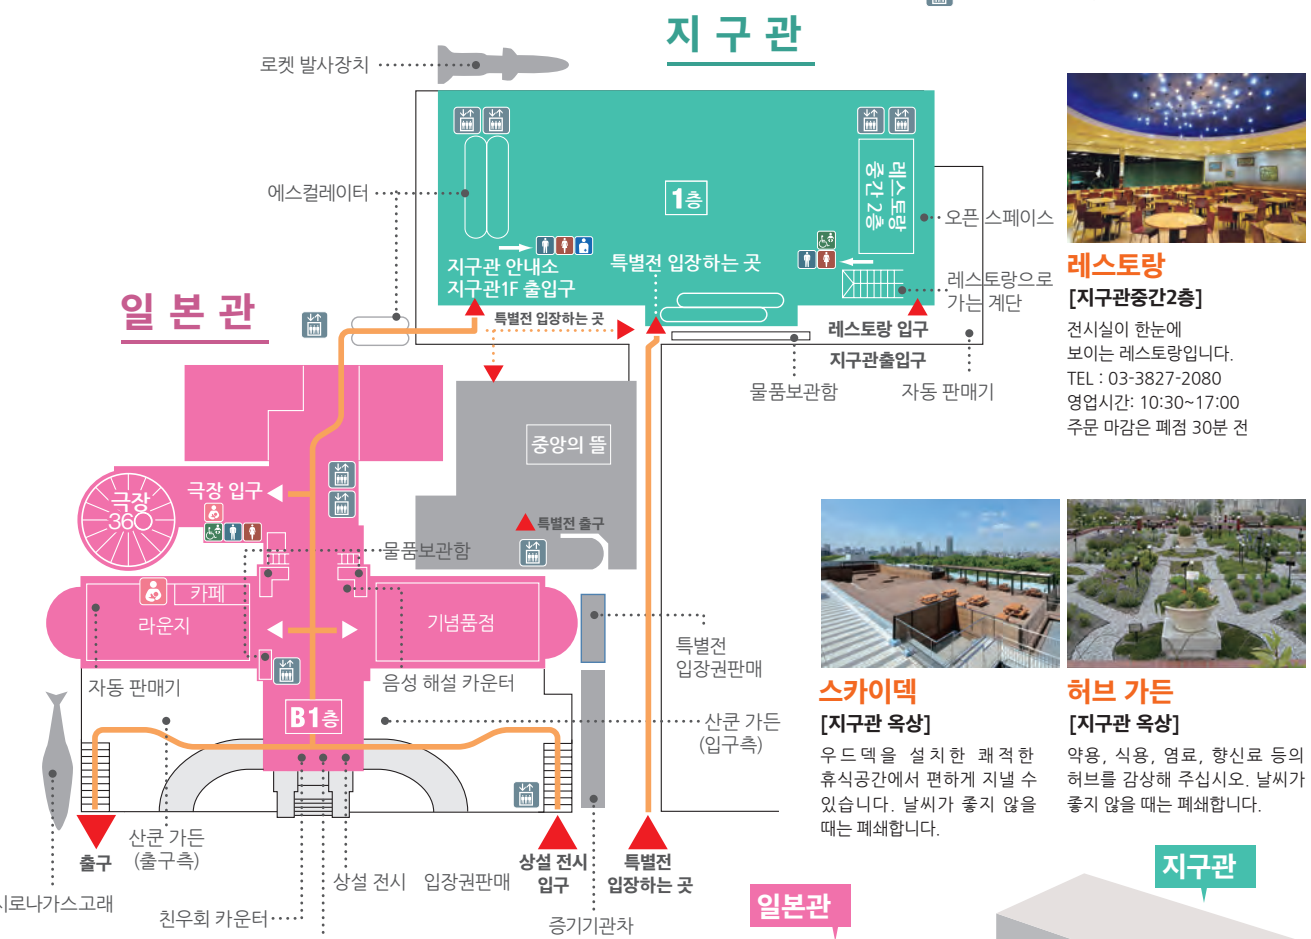 지구관
로켓 발사장치
에스컬레이터
1층
레스토랑
중간 2층
오픈 스페이스
지구관 안내소
지구관1F 출입구
특별전 입장하는 곳
레스토랑으로
가는 계단
특별전 입장하는 곳
레스토랑 입구
지구관출입구
물품보관함
자동 판매기
레스토랑
[지구관중간2층]
전시실이 한눈에
보이는 레스토랑입니다.
TEL : 03-3827-2080
영업시간: 10:30~17:00
주문 마감은 폐점 30분 전
일본관
중앙의 뜰
극장
360
극장 입구
특별전 출구
물품보관함
카페
라운지
기념품점
특별전
입장권판매
자동 판매기
음성 해설 카운터
B1층
산쿤 가든
(입구측)
산쿤 가든
(출구측)
출구
상설 전시 입장권판매
상설 전시
입구
특별전
입장하는 곳
친우회 카운터
증기기관차
시로나가스고래
스카이덱
[지구관 옥상]
우드덱을 설치한 쾌적한
휴식공간에서 편하게 지낼 수
있습니다. 날씨가 좋지 않을
때는 폐쇄합니다.
허브 가든
[지구관 옥상]
약용, 식용, 염료, 향신료 등의
허브를 감상해 주십시오. 날씨가
좋지 않을 때는 폐쇄합니다.
일본관
지구관